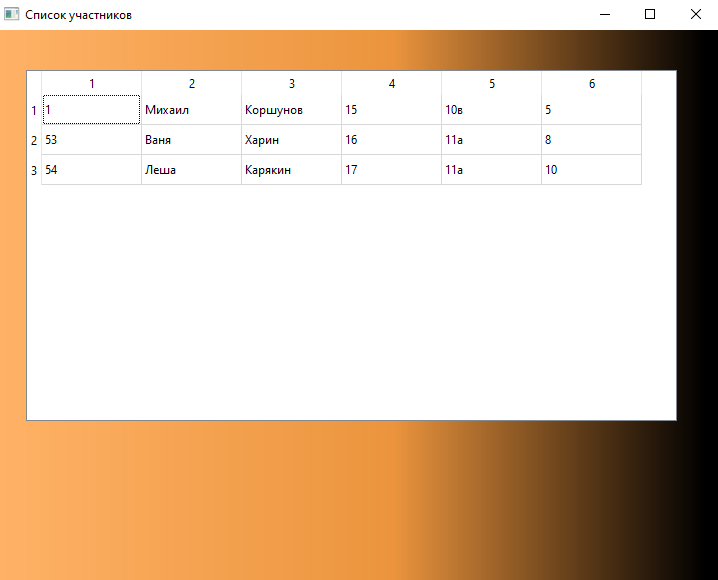 Список участников
1 2 3 4 5 6
1 1 Михаил Коршунов 15 10в 5
2 53 Ваня Харин 16 11а 8
3 54 Леша Карякин 17 11а 10